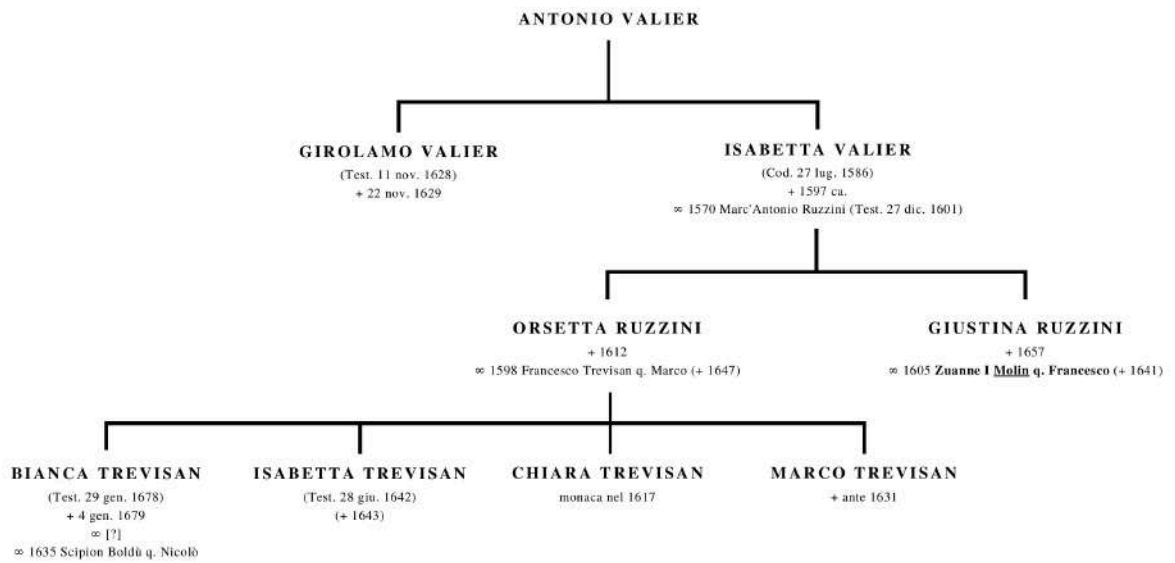 ANTONIO VALIER
GIROLAMO VALIER
(Test. 11 nov. 1628)
+ 22 nov. 1629
ISABETTA VALIER
(Cod. 27 lug. 1586)
+ 1597 ca.
∞ 1570 Marc'Antonio Ruzzini (Test. 27 dic. 1601)
ORSETTA RUZZINI
+ 1612
∞ 1598 Francesco Trevisan q. Marco (+ 1647)
GIUSTINA RUZZINI
+ 1657
∞ 1605 Zuanne I Molin q. Francesco (+ 1641)
BIANCA TREVISAN
(Test. 29 gen. 1678)
+ 4 gen. 1679
∞ [?]
∞ 1635 Scipion Boldù q. Nicolò
ISABETTA TREVISAN
(Test. 28 giu. 1642)
(+ 1643)
CHIARA TREVISAN
monaca nel 1617
MARCO TREVISAN
+ ante 1631